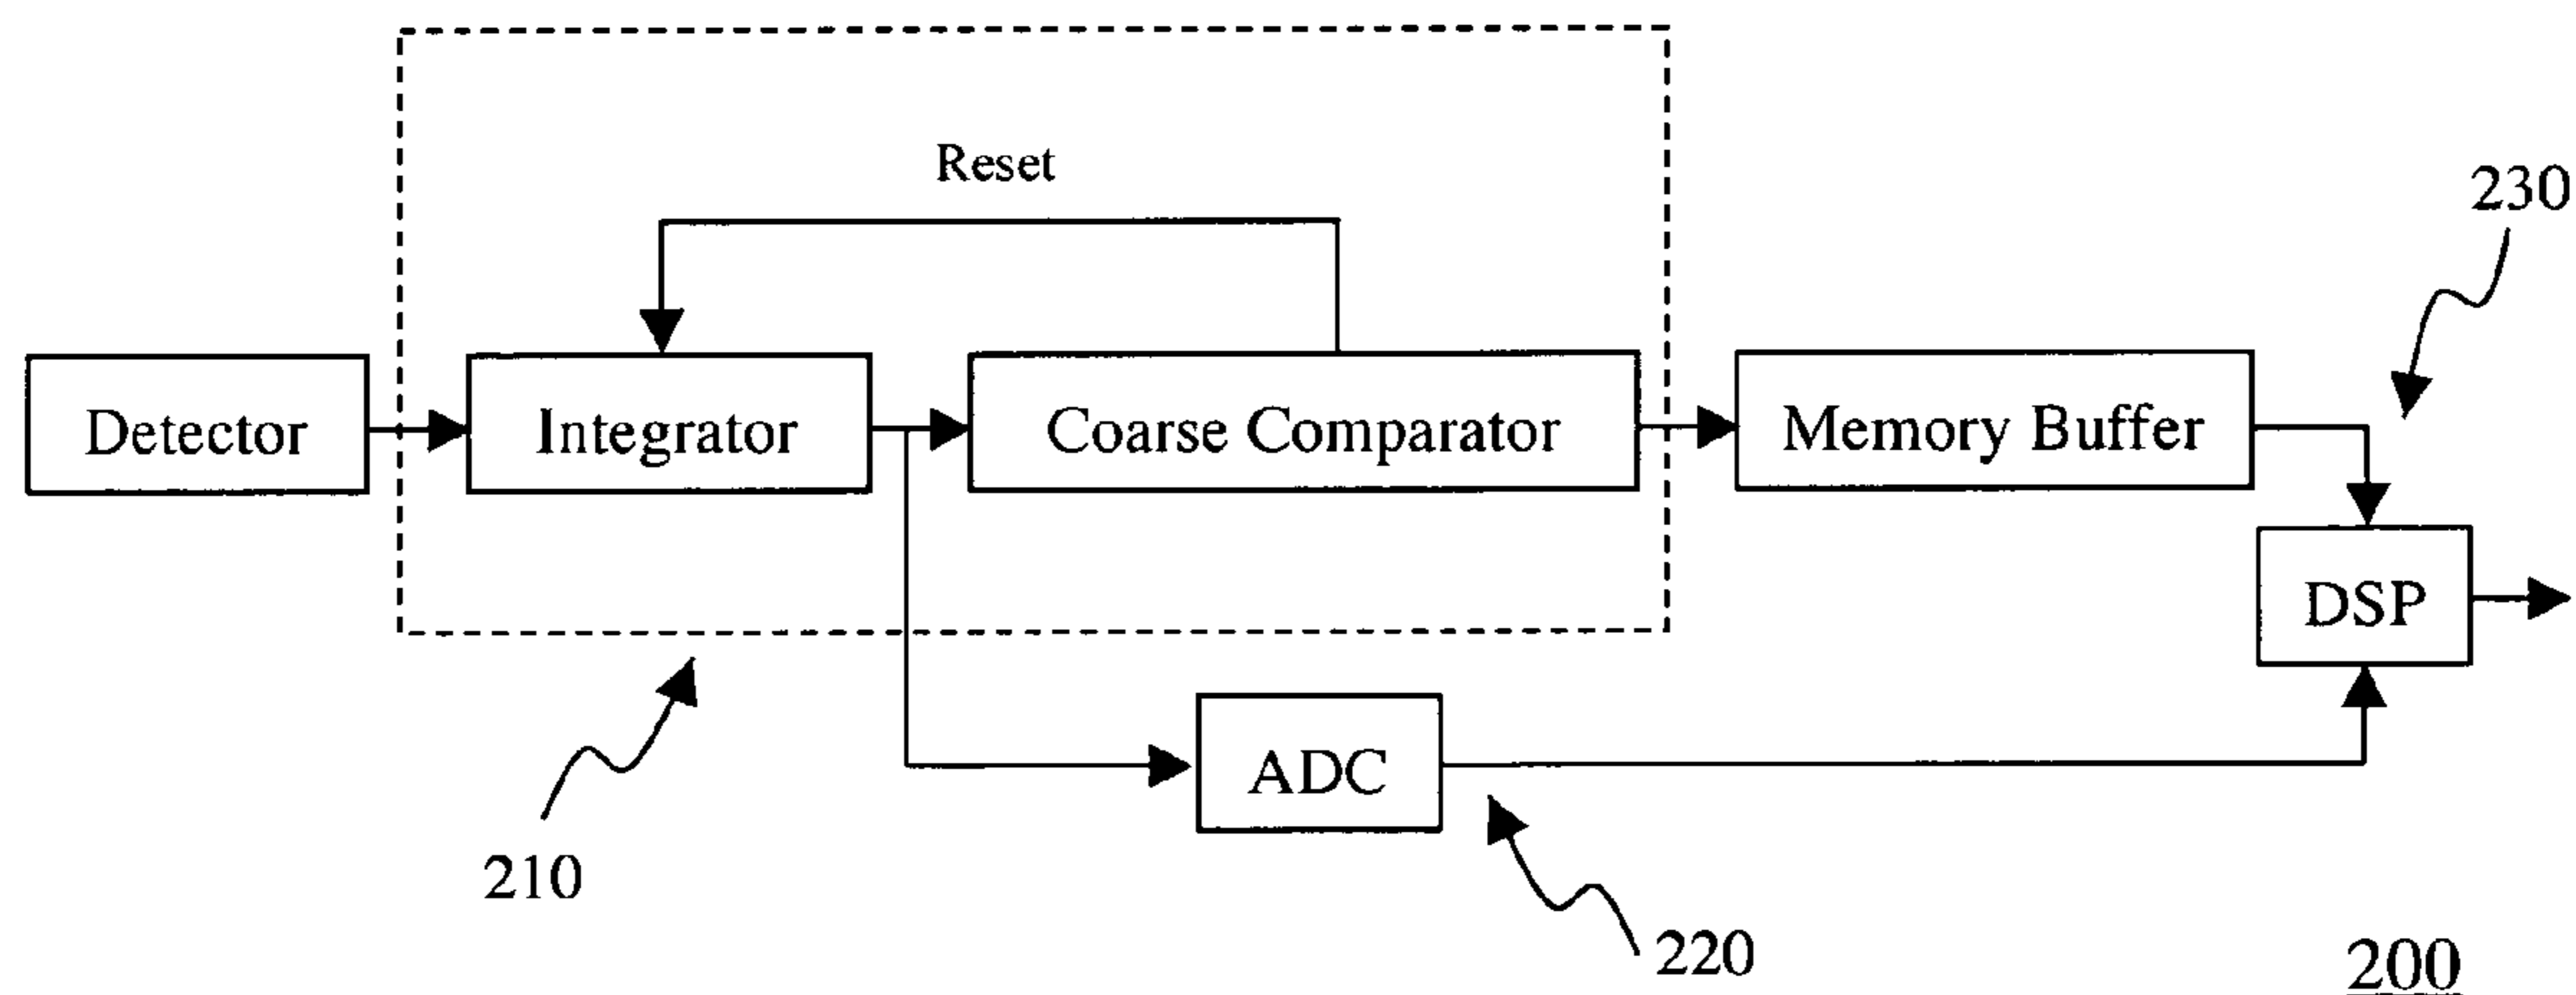 Reset
230
Detector
Integrator
Coarse Comparator
Memory Buffer
DSP
ADC
210
220
200